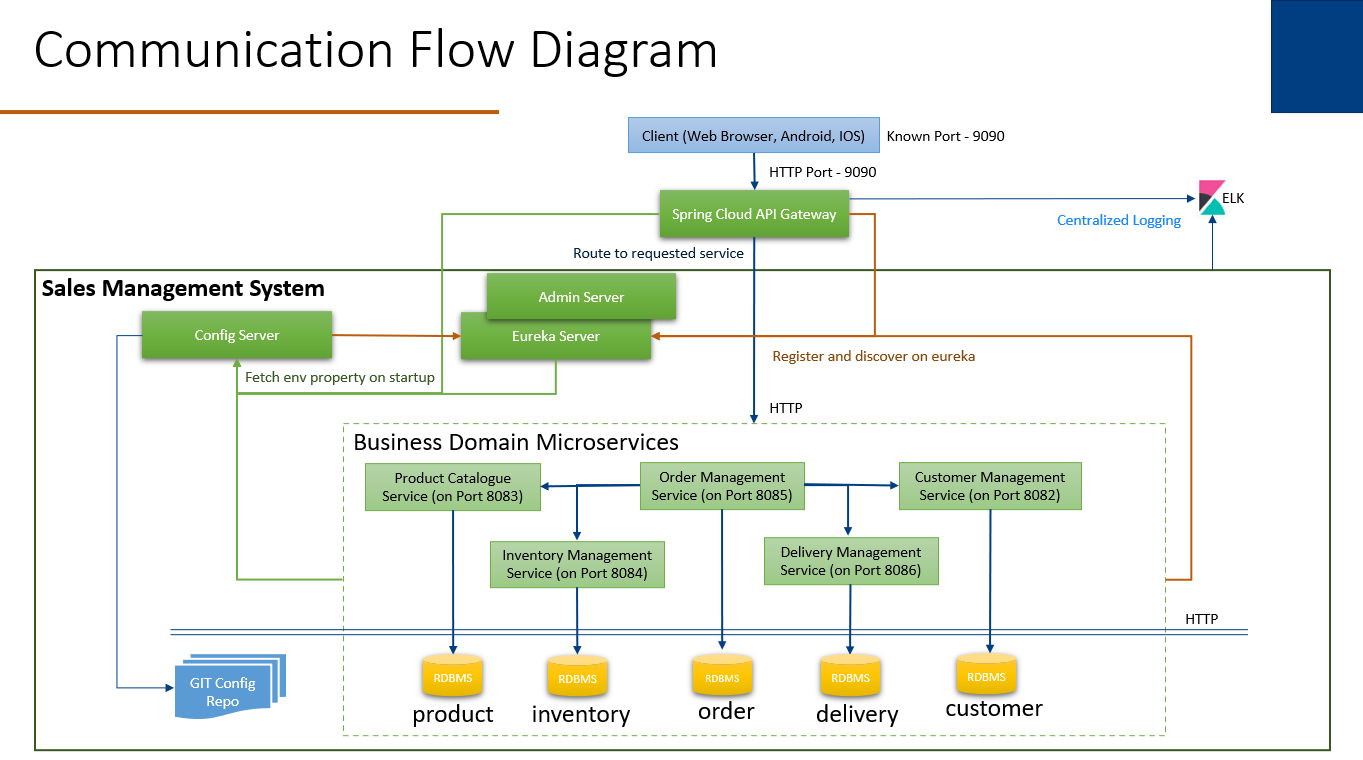 Communication Flow Diagram
Client (Web Browser, Android, IOS)
Known Port - 9090
HTTP Port - 9090
Spring Cloud API Gateway
ELK
Centralized Logging
Route to requested service
Sales Management System
Admin Server
Config Server
Eureka Server
Register and discover on eureka
Fetch env property on startup
HTTP
Business Domain Microservices
Product Catalogue
Service (on Port 8083)
Order Management
Service (on Port 8085)
Customer Management
Service (on Port 8082)
Inventory Management
Service (on Port 8084)
Delivery Management
Service (on Port 8086)
HTTP
GIT Config
Repo
RDBMS
RDBMS
RDBMS
RDBMS
RDBMS
product
inventory
order
delivery
customer